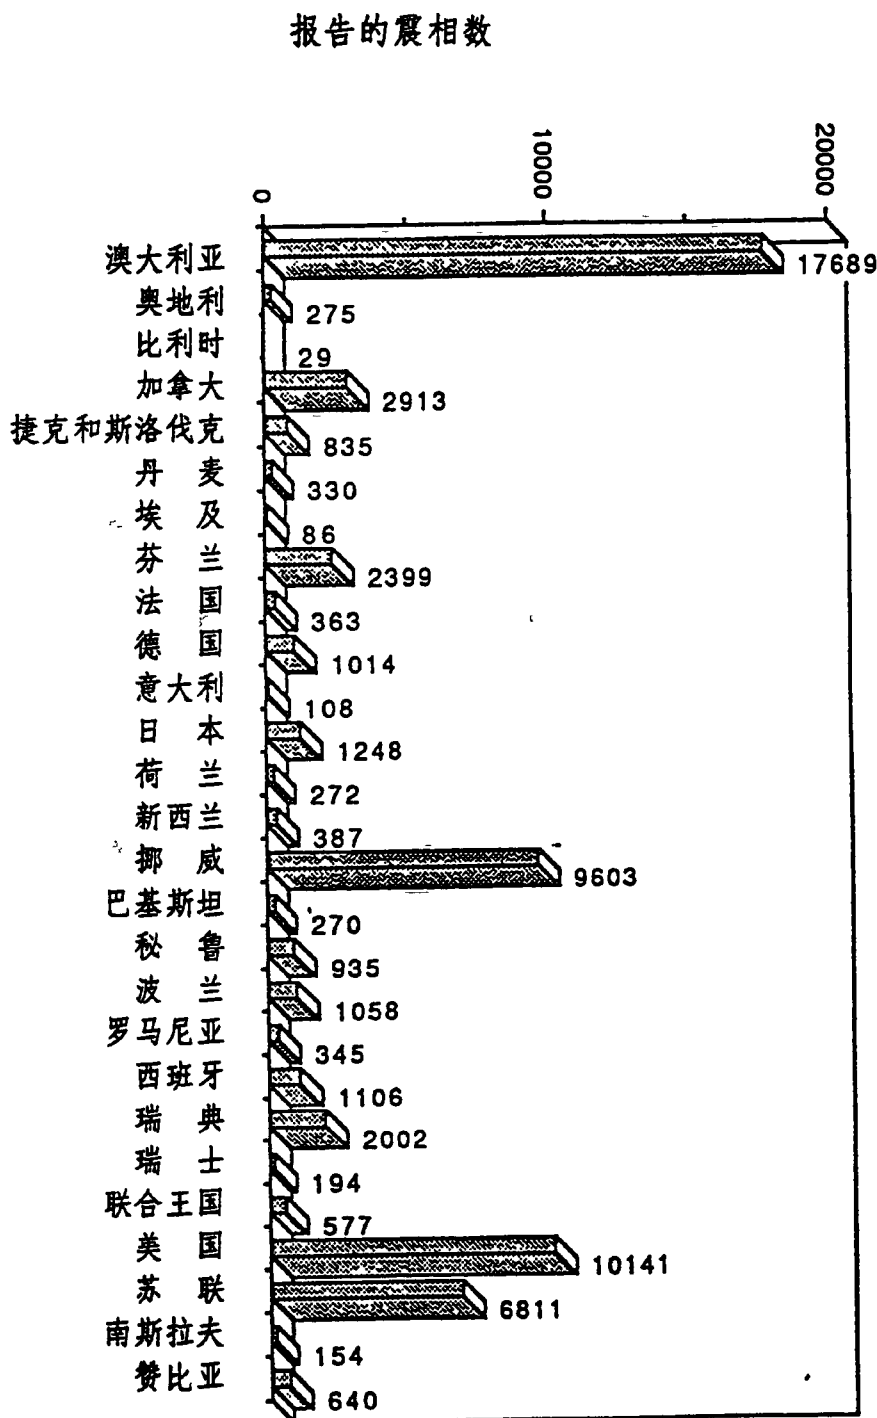 报告的震相数
0
10000
20000
澳大利亚 17689
奥地利 275
比利时 29
加拿大 2913
捷克和斯洛伐克 835
丹 麦 330
埃 及 86
芬 兰 2399
法 国 363
德 国 1014
意大利 108
日 本 1248
荷 兰 272
新西兰 387
挪 威 9603
巴基斯坦 270
秘 鲁 935
波 兰 1058
罗马尼亚 345
西班牙 1106
瑞 典 2002
瑞 士 194
联合王国 577
美 国 10141
苏 联 6811
南斯拉夫 154
赞比亚 640